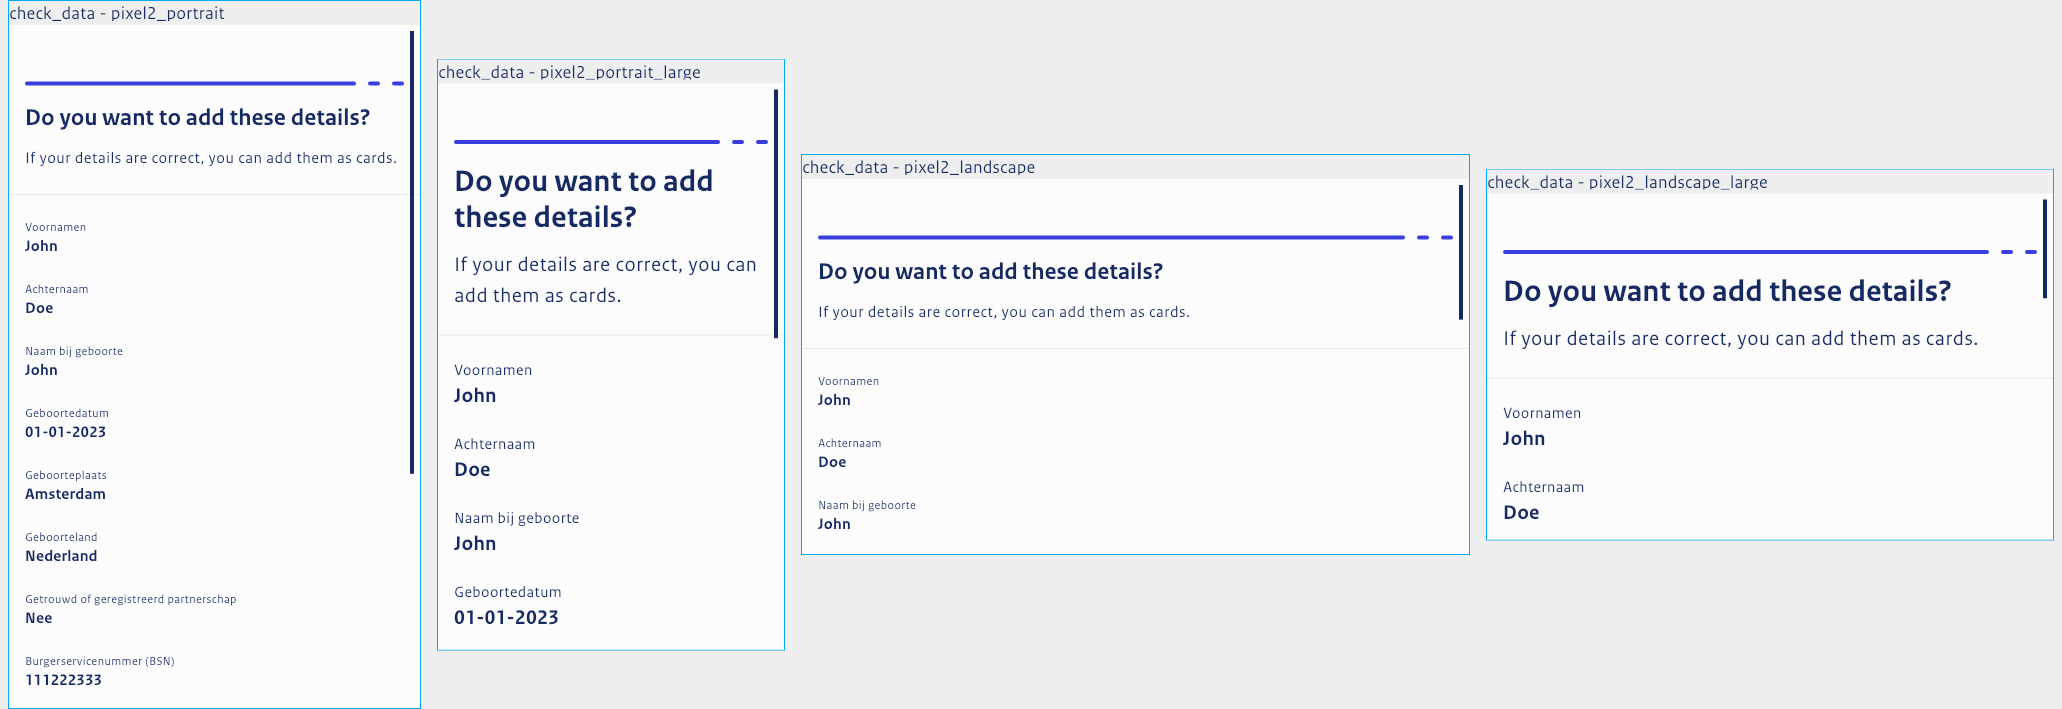 check_data - pixel2_portrait
Do you want to add these details?
If your details are correct, you can add them as cards.
Voornamen
John
Achternaam
Doe
Naam bij geboorte
John
Geboortedatum
01-01-2023
Geboorteplaats
Amsterdam
Geboorteland
Nederland
Getrouwd of geregistreerd partnerschap
Nee
Burgerservicenummer (BSN)
111222333
check_data - pixel2_portrait_large
Do you want to add
these details?
If your details are correct, you can
add them as cards.
Voornamen
John
Achternaam
Doe
Naam bij geboorte
John
Geboortedatum
01-01-2023
check_data - pixel2_landscape
Do you want to add these details?
If your details are correct, you can add them as cards.
Voornamen
John
Achternaam
Doe
Naam bij geboorte
John
check_data - pixel2_landscape_large
Do you want to add these details?
If your details are correct, you can add them as cards.
Voornamen
John
Achternaam
Doe